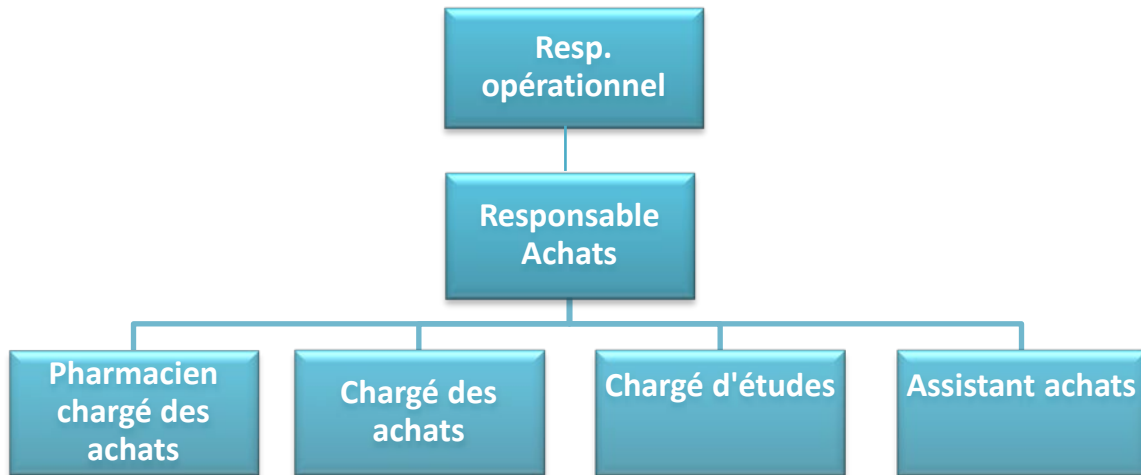 Resp.
opérationnel
Responsable
Achats
Pharmacien
chargé des
achats
Chargé des
achats
Chargé d'études
Assistant achats